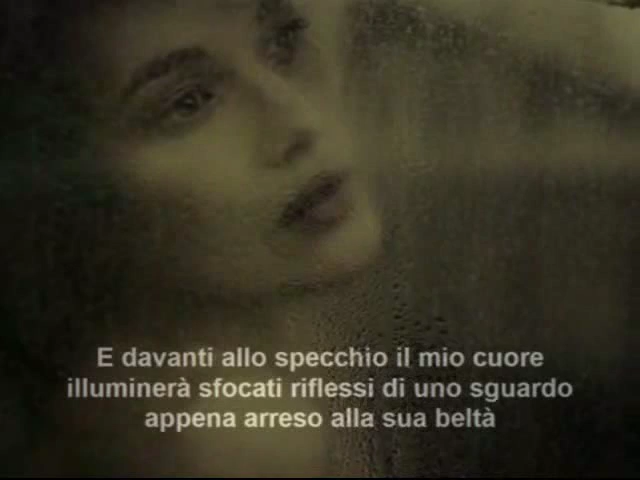 E davanti allo specchio il mio cuore
illuminerà sfocati riflessi di uno sguardo
appena arreso alla sua beltà